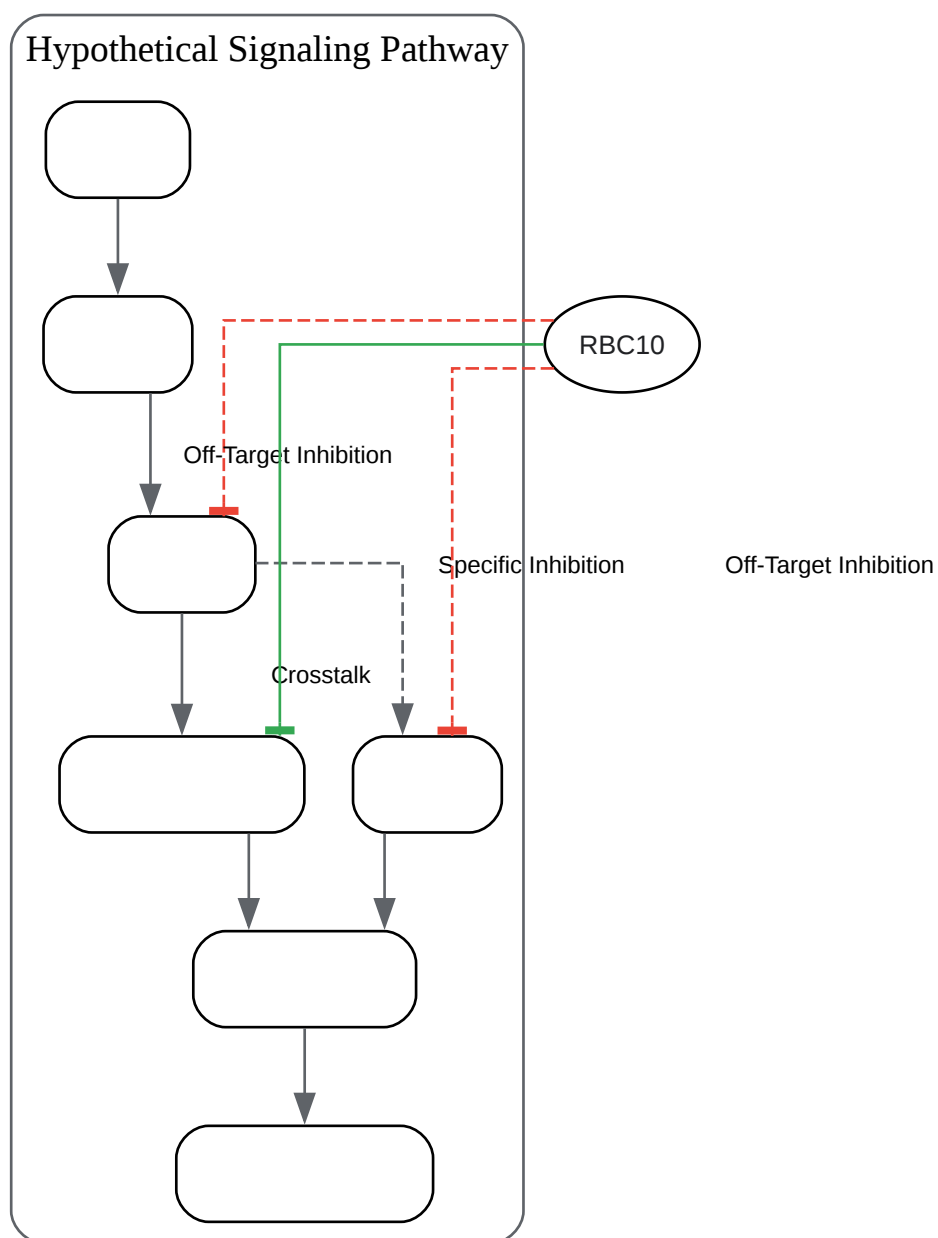 Hypothetical Signaling Pathway
RBC10
Off-Target Inhibition
Specific Inhibition
Off-Target Inhibition
Crosstalk